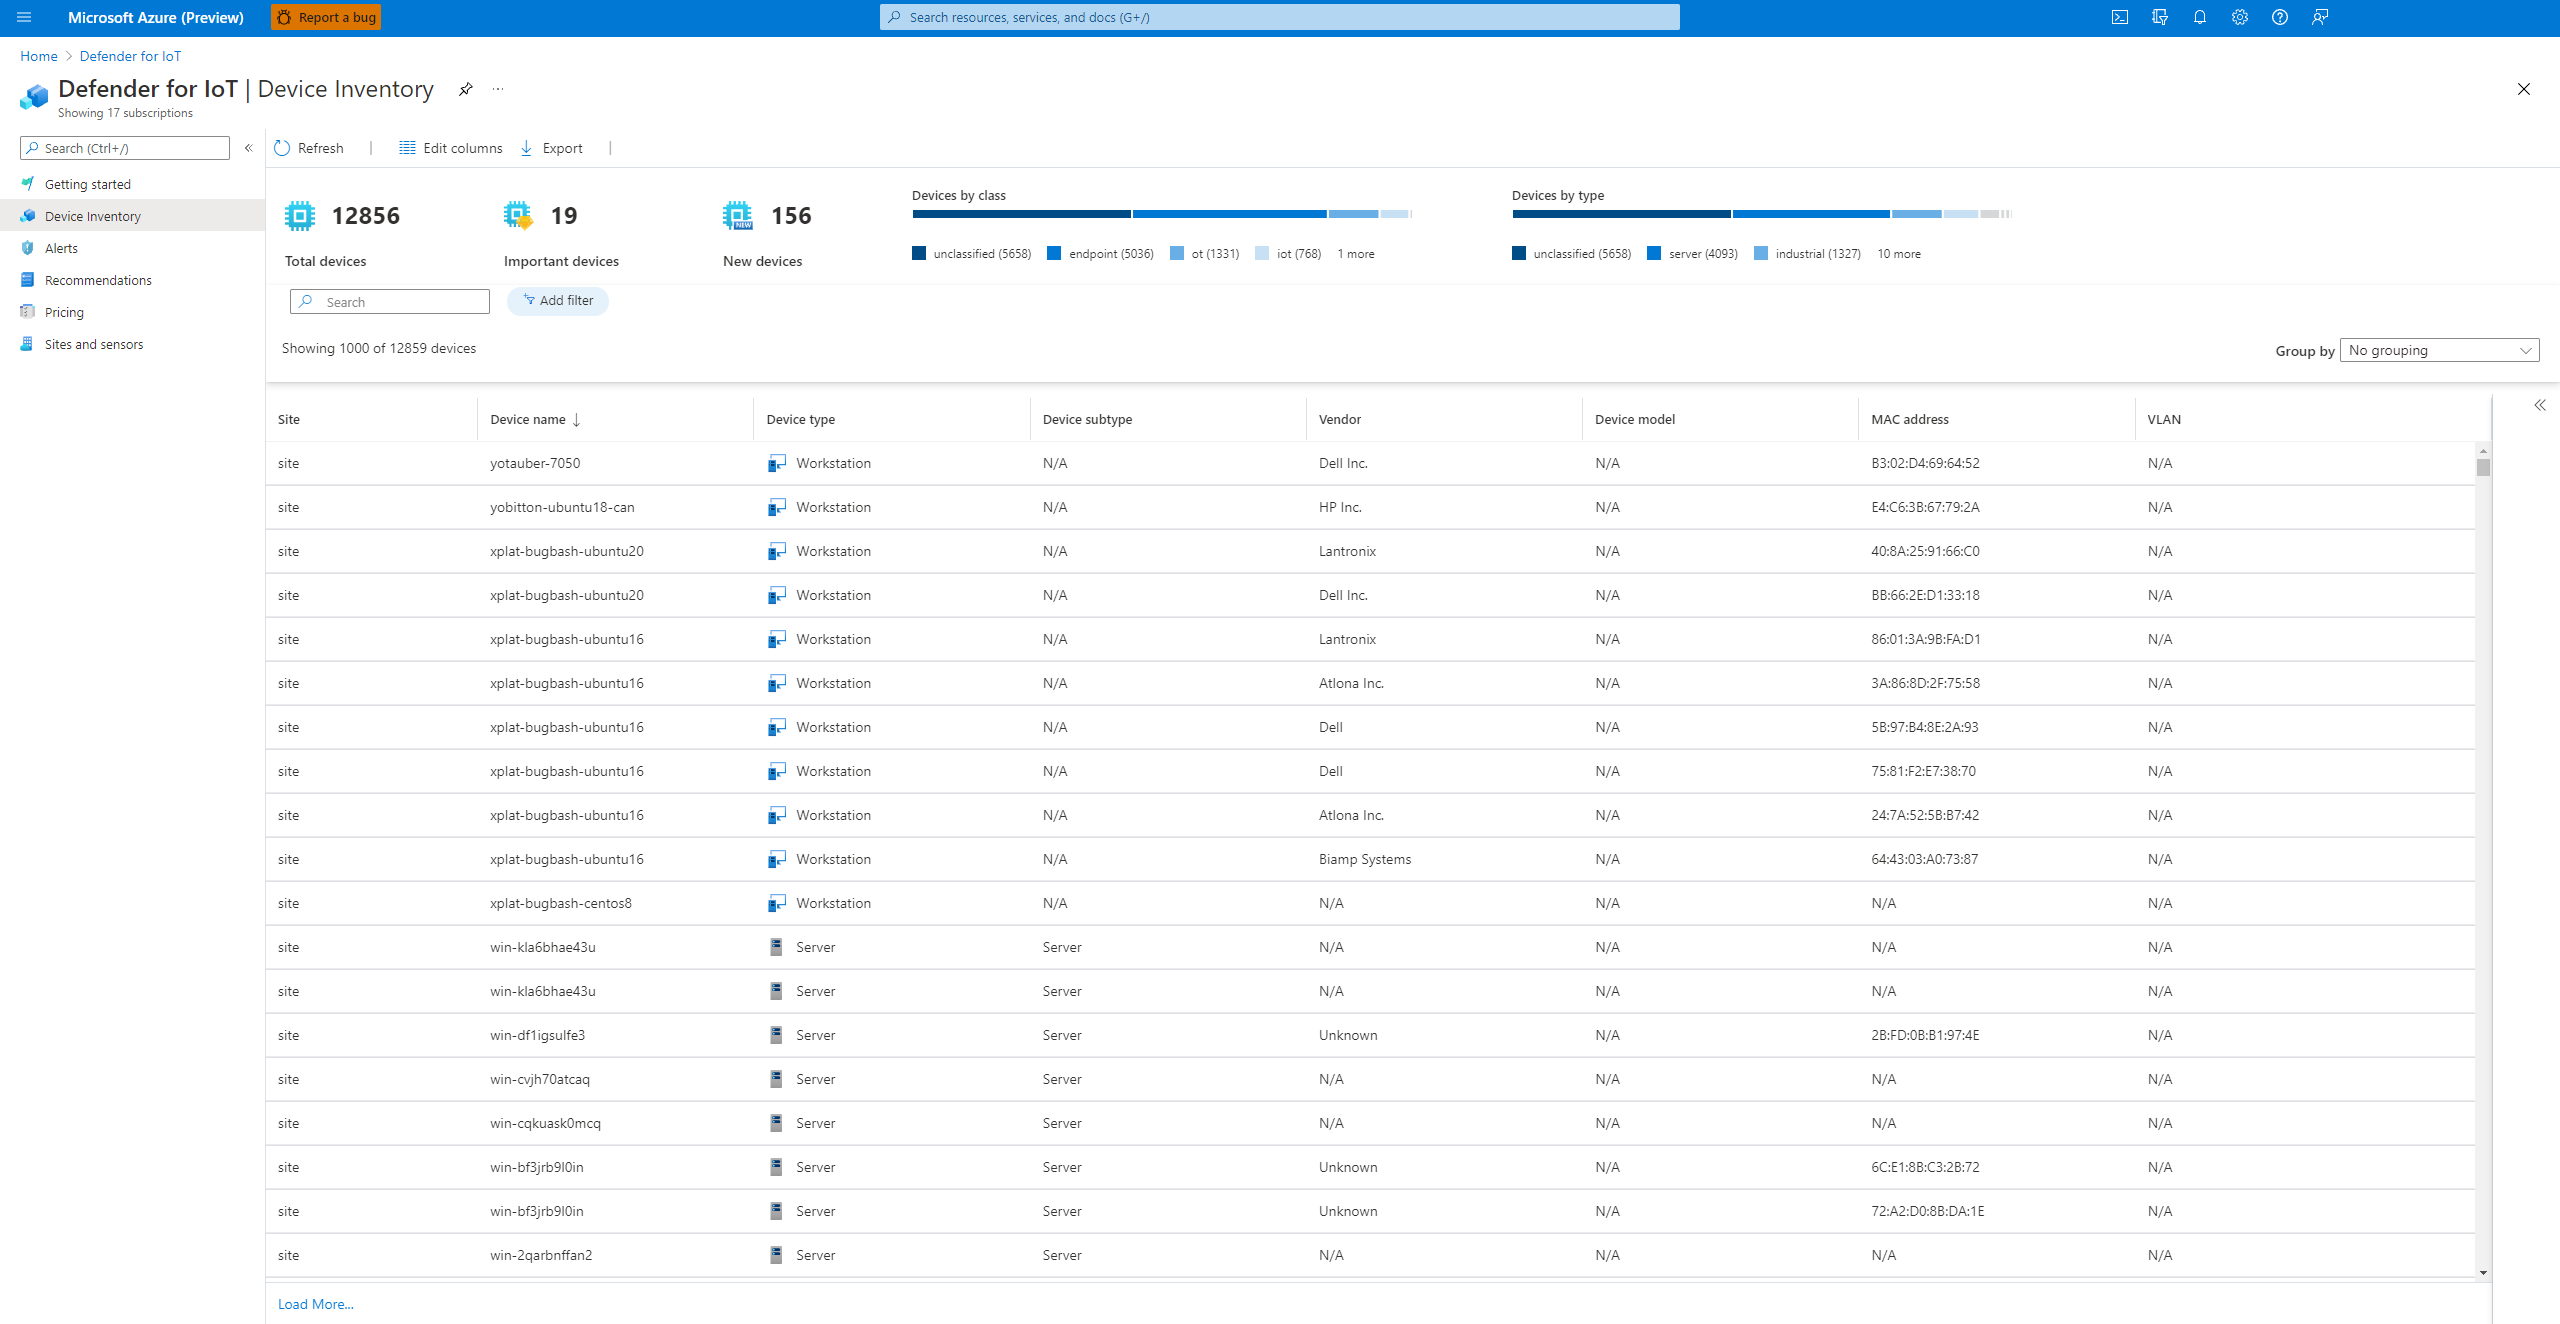 Microsoft Azure (Preview) Report a bug Search resources, services, and docs (G+/)
Home Defender for IoT
Defender for IoT | Device Inventory ...
Showing 17 subscriptions
Search (Ctrl+/) «
Getting started
Device Inventory
Alerts
Recommendations
Pricing
Sites and sensors
Refresh | Edit columns Export |
12856 19 NEW 156
Total devices Important devices New devices
Devices by class
unclassified (5658) endpoint (5036) ot (1331) iot (768) 1 more
Devices by type
unclassified (5658) server (4093) industrial (1327) 10 more
Search Add filter
Showing 1000 of 12859 devices
Group by No grouping
Site Device name ↓ Device type Device subtype Vendor Device model MAC address VLAN
site yotauber-7050 Workstation N/A Dell Inc. N/A B3:02:D4:69:64:52 N/A
site yobitton-ubuntu18-can Workstation N/A HP Inc. N/A E4:C6:3B:67:79:2A N/A
site xplat-bugbash-ubuntu20 Workstation N/A Lantronix N/A 40:8A:25:91:66:C0 N/A
site xplat-bugbash-ubuntu20 Workstation N/A Dell Inc. N/A BB:66:2E:D1:33:18 N/A
site xplat-bugbash-ubuntu16 Workstation N/A Lantronix N/A 86:01:3A:9B:FA:D1 N/A
site xplat-bugbash-ubuntu16 Workstation N/A Atlona Inc. N/A 3A:86:8D:2F:75:58 N/A
site xplat-bugbash-ubuntu16 Workstation N/A Dell N/A 5B:97:B4:8E:2A:93 N/A
site xplat-bugbash-ubuntu16 Workstation N/A Dell N/A 75:81:F2:E7:38:70 N/A
site xplat-bugbash-ubuntu16 Workstation N/A Atlona Inc. N/A 24:7A:52:5B:B7:42 N/A
site xplat-bugbash-ubuntu16 Workstation N/A Biamp Systems N/A 64:43:03:A0:73:87 N/A
site xplat-bugbash-centos8 Workstation N/A N/A N/A N/A N/A
site win-kla6bhae43u Server Server N/A N/A N/A N/A
site win-kla6bhae43u Server Server N/A N/A N/A N/A
site win-df1igsulfe3 Server Server Unknown N/A 2B:FD:0B:B1:97:4E N/A
site win-cvjh70atcaq Server Server N/A N/A N/A N/A
site win-cqkuask0mcq Server Server N/A N/A N/A N/A
site win-bf3jrb9l0in Server Server Unknown N/A 6C:E1:8B:C3:2B:72 N/A
site win-bf3jrb9l0in Server Server Unknown N/A 72:A2:D0:8B:DA:1E N/A
site win-2qarbnffan2 Server Server N/A N/A N/A N/A
Load More...